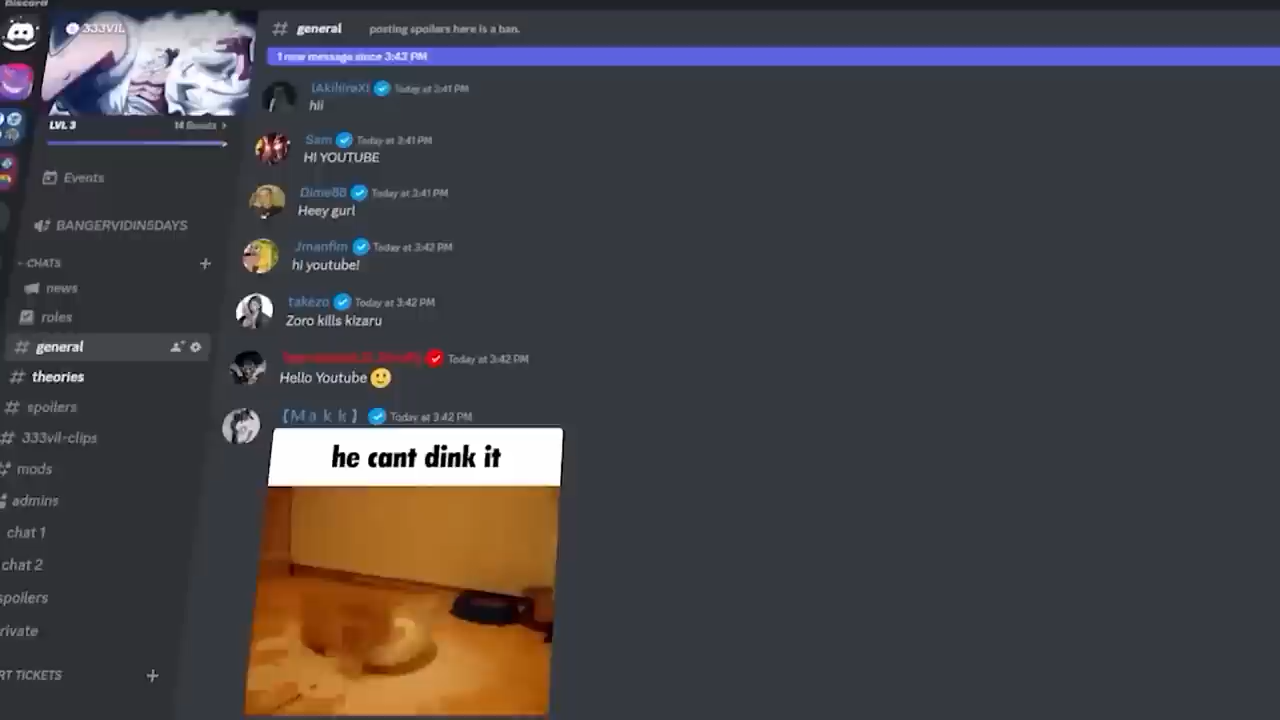 Discord
333VIL
# general posting spoilers here is a ban.
1 new message since 3:42 PM
Today at 3:41 PM
hii
LVL 3 14 Boosts >
Sam Today at 3:41 PM
HI YOUTUBE
Events
Dime88 Today at 3:41 PM
Heey gurl
BANGERVIDIN5DAYS
Jmanfim Today at 3:42 PM
hi youtube!
CHATS +
news
takezo Today at 3:42 PM
Zoro kills kizaru
roles
# general
Today at 3:42 PM
Hello Youtube 🙂
# theories
# spoilers
[M a k k] Today at 3:42 PM
he cant dink it
# 333vil-clips
mods
admins
chat 1
chat 2
spoilers
rivate
RT TICKETS +